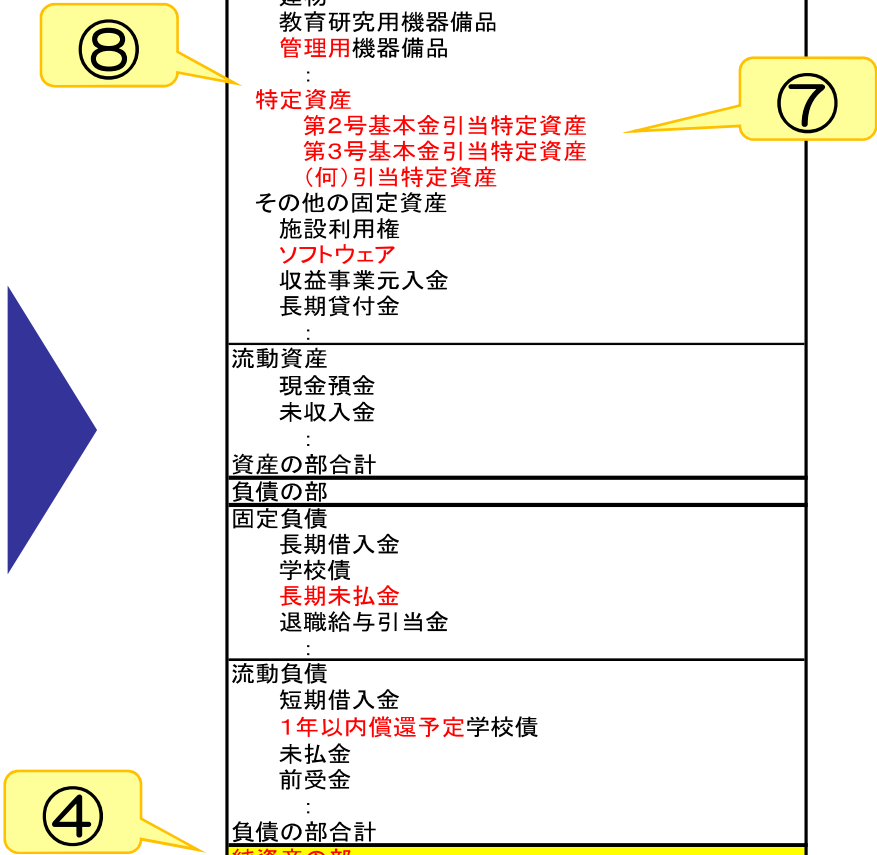 建物
教育研究用機器備品
管理用機器備品
:
⑧
特定資産
⑦
第2号基本金引当特定資産
第3号基本金引当特定資産
(何)引当特定資産
その他の固定資産
施設利用権
ソフトウェア
収益事業元入金
長期貸付金
:
流動資産
現金預金
未収入金
:
資産の部合計
負債の部
固定負債
長期借入金
学校債
長期未払金
退職給与引当金
:
流動負債
短期借入金
1年以内償還予定学校債
未払金
前受金
:
④
負債の部合計
純資産の部